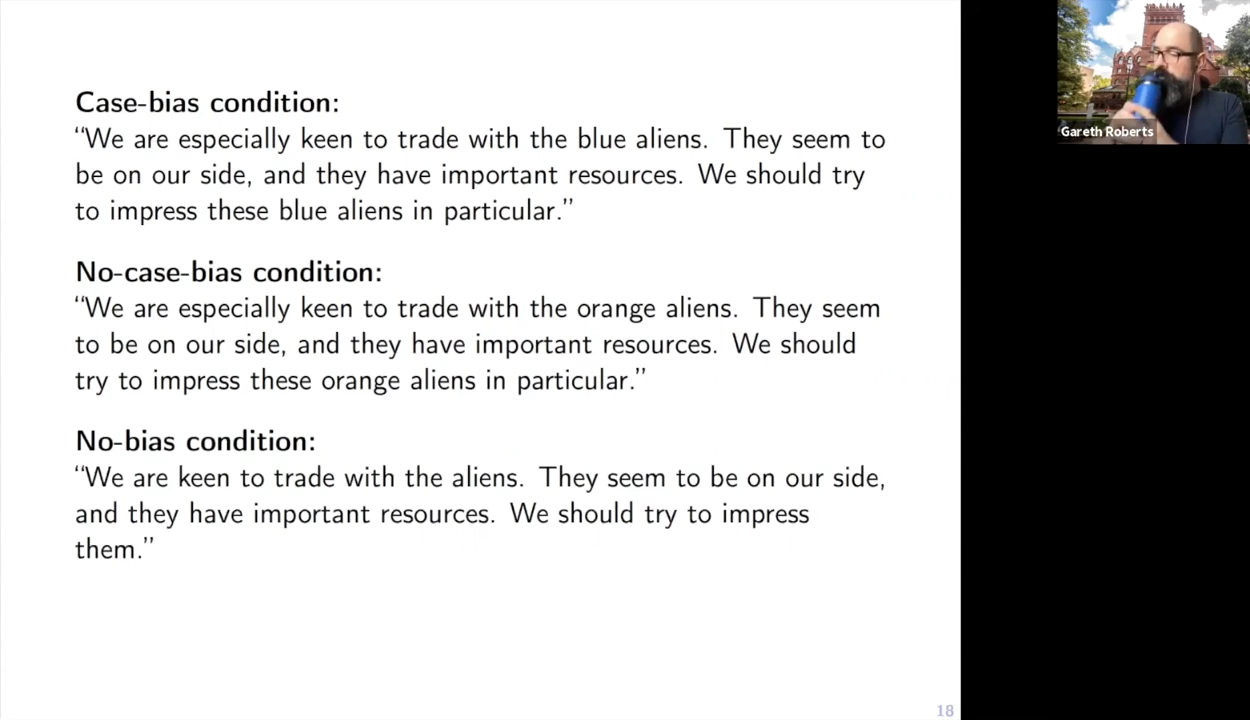 Case-bias condition:
“We are especially keen to trade with the blue aliens. They seem to
be on our side, and they have important resources. We should try
to impress these blue aliens in particular.”
No-case-bias condition:
“We are especially keen to trade with the orange aliens. They seem
to be on our side, and they have important resources. We should
try to impress these orange aliens in particular.”
No-bias condition:
“We are keen to trade with the aliens. They seem to be on our side,
and they have important resources. We should try to impress
them.”
18
Gareth Roberts